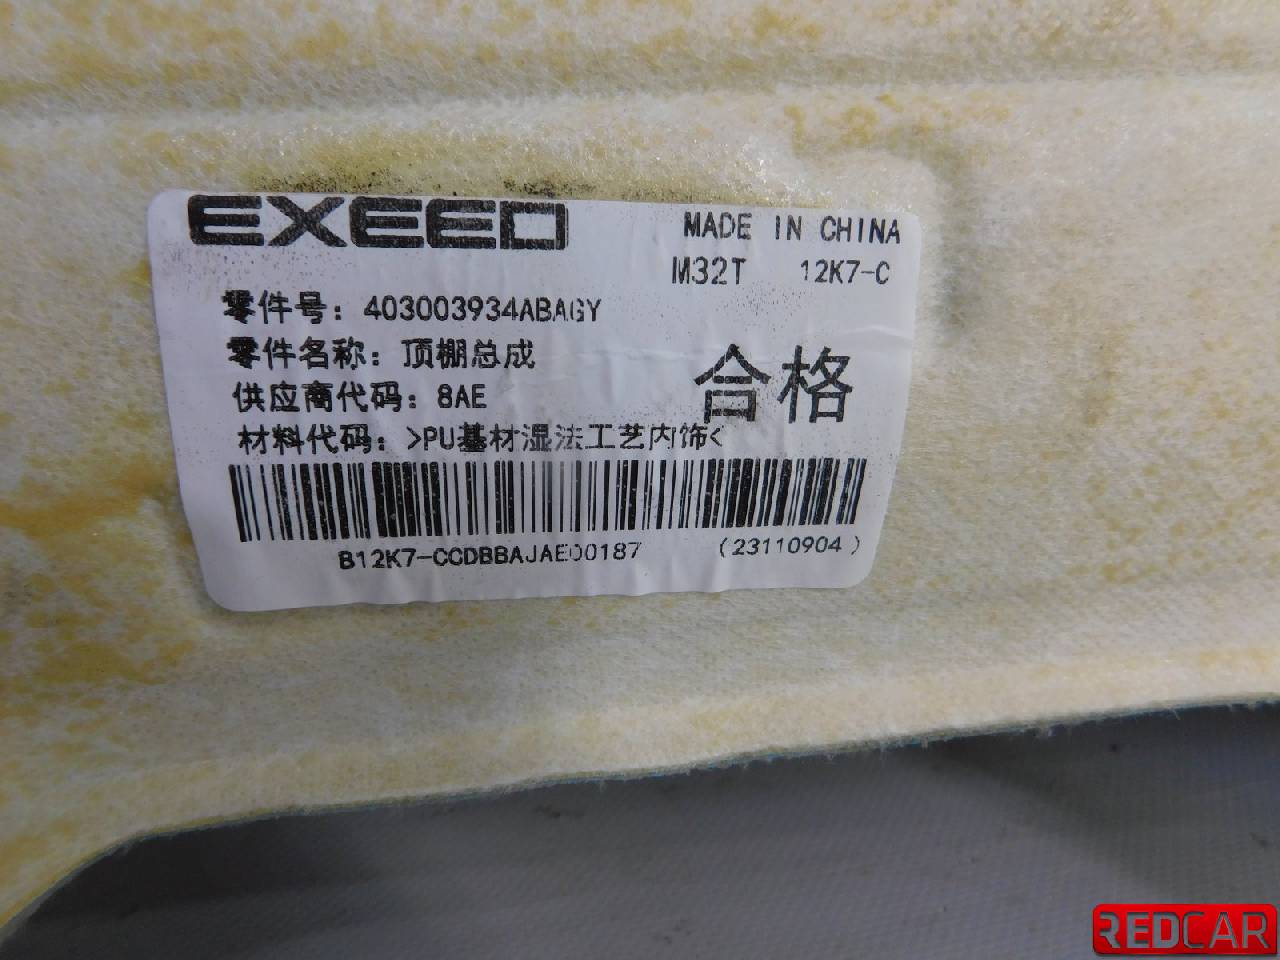 EXEED
MADE IN CHINA
M32T 12K7-C
零件号: 403003934ABAGY
零件名称: 顶棚总成
合格
供应商代码: 8AE
材料代码: >PU基材湿法工艺内饰<
B12K7-CCDBBAJAE00187 (23110904)
REDCAR